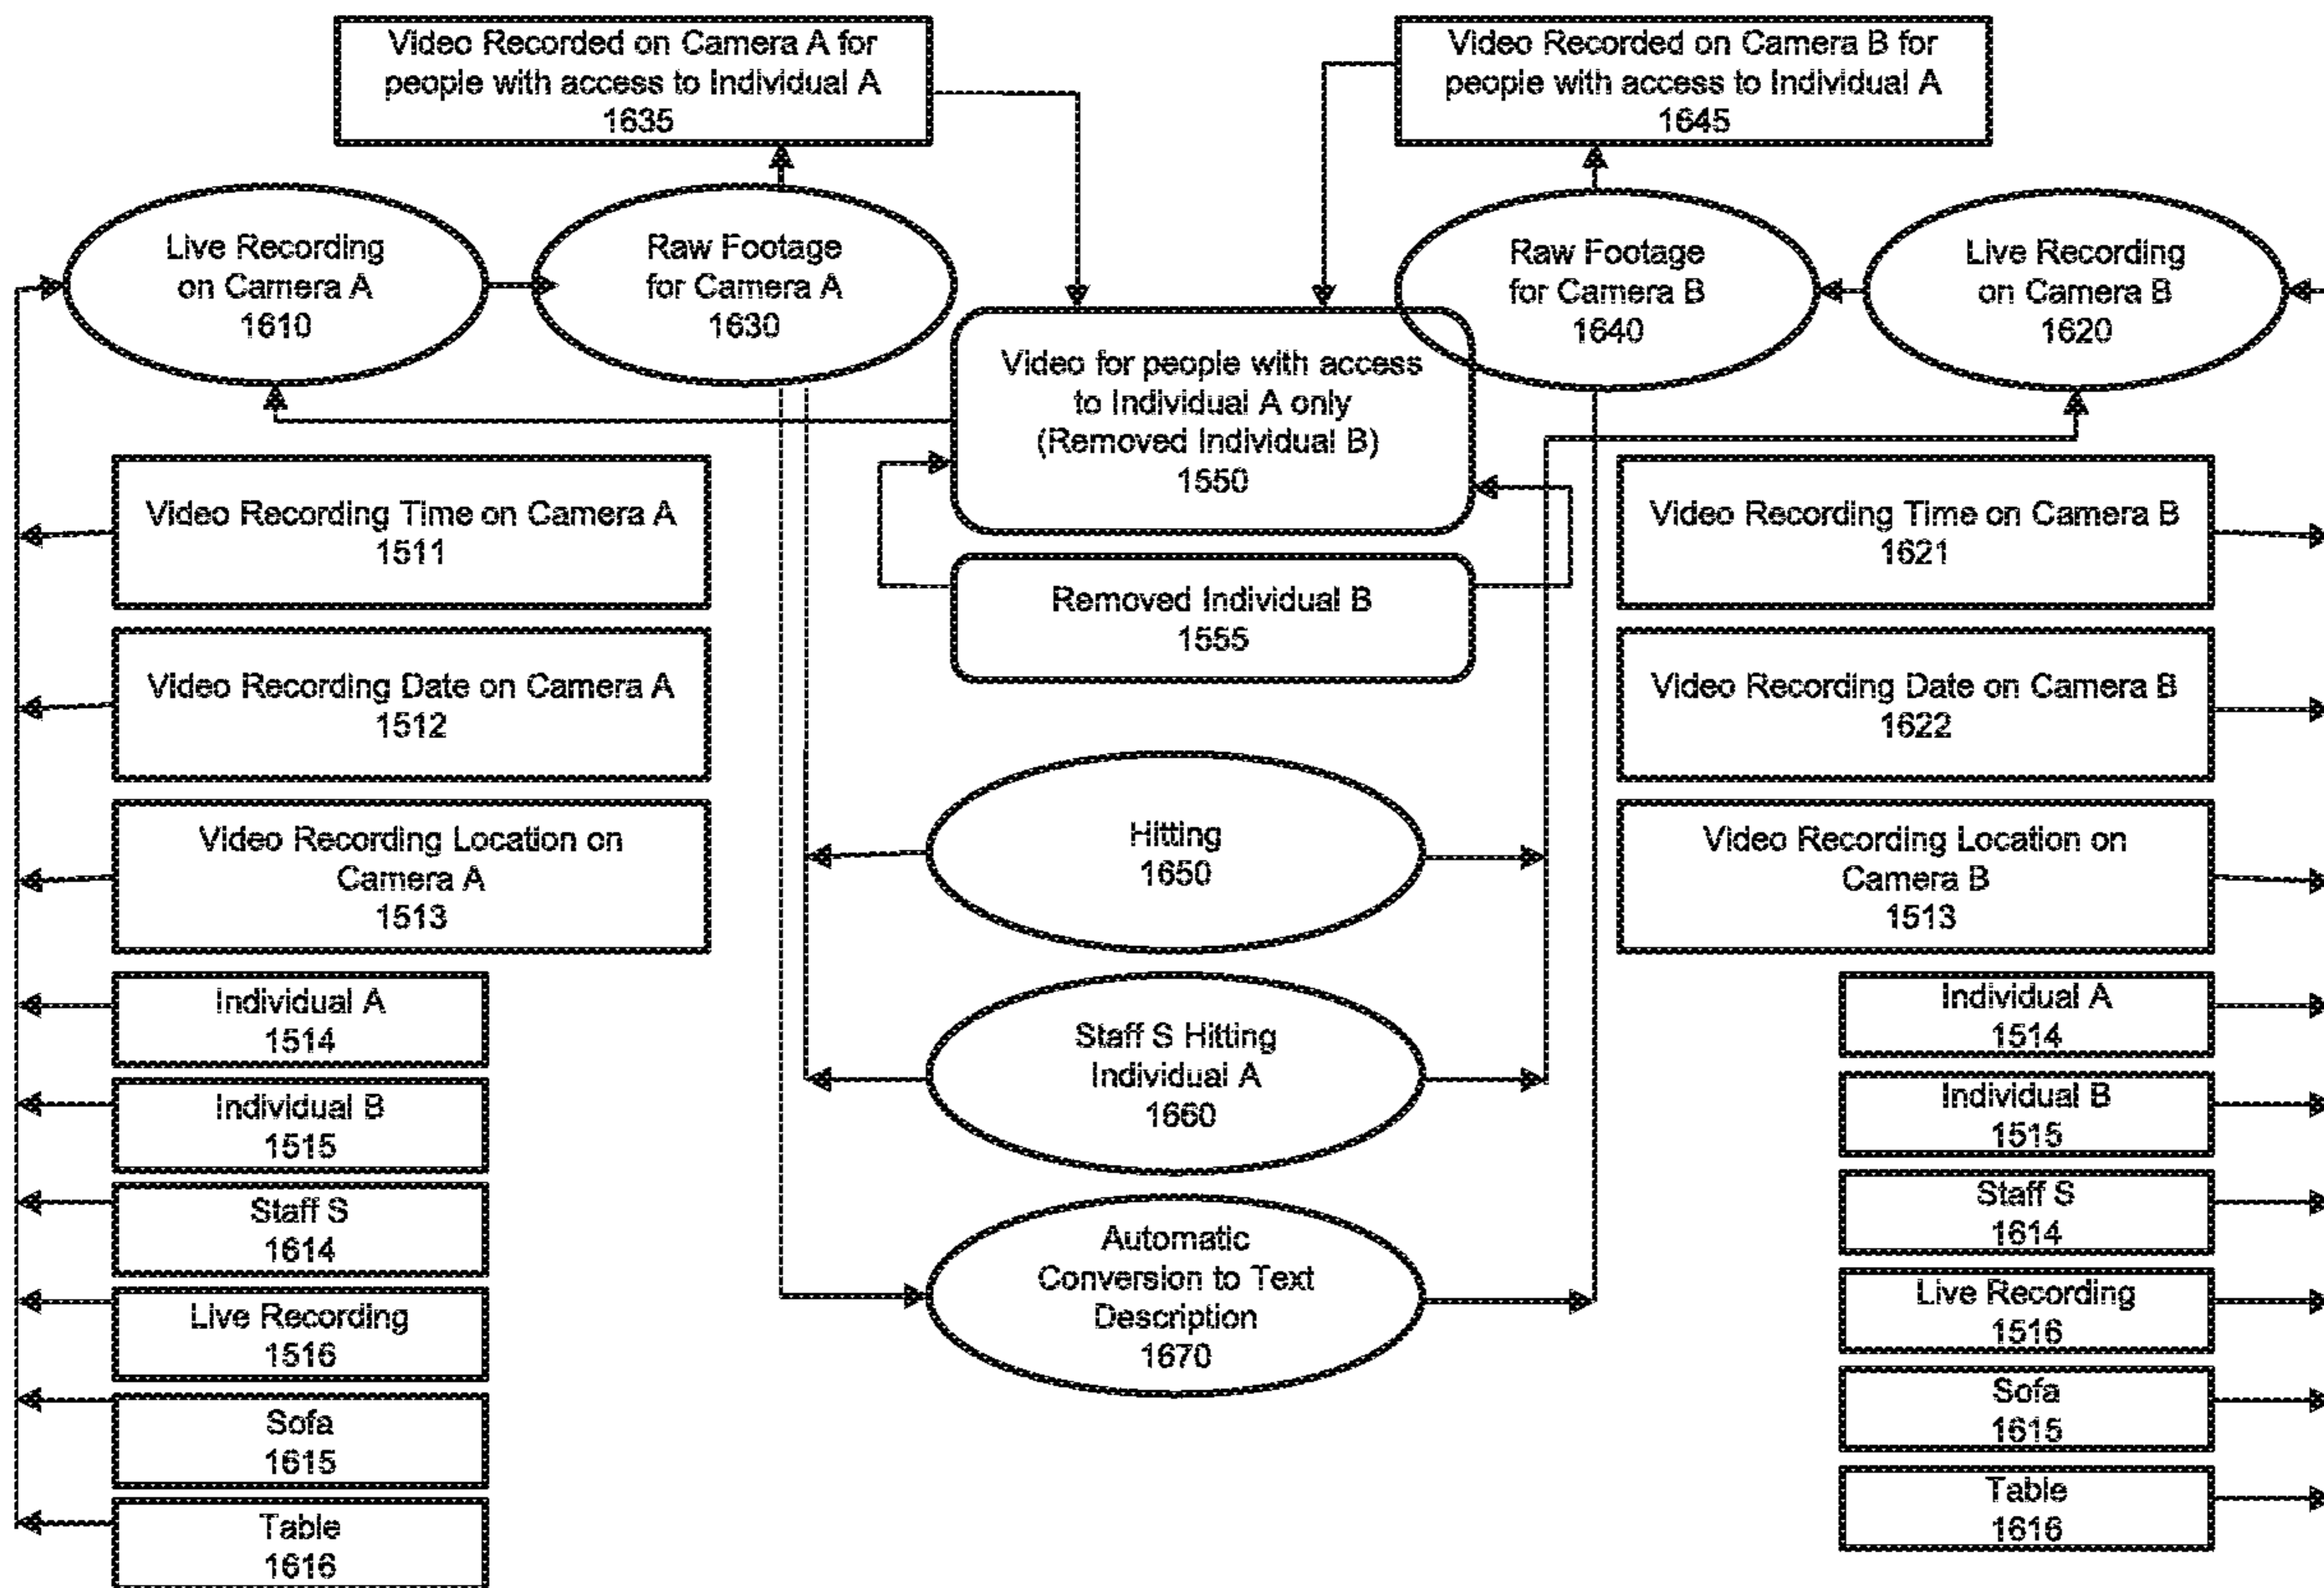 Video Recorded on Camera A for
people with access to Individual A
1635
Video Recorded on Camera B for
people with access to Individual A
1645
Live Recording
on Camera A
1610
Raw Footage
for Camera A
1630
Raw Footage
for Camera B
1640
Live Recording
on Camera B
1620
Video for people with access
to Individual A only
(Removed Individual B)
1550
Removed Individual B
1555
Video Recording Time on Camera A
1511
Video Recording Date on Camera A
1512
Video Recording Location on
Camera A
1513
Individual A
1514
Individual B
1515
Staff S
1614
Live Recording
1516
Sofa
1615
Table
1616
Hitting
1650
Staff S Hitting
Individual A
1660
Automatic
Conversion to Text
Description
1670
Video Recording Time on Camera B
1621
Video Recording Date on Camera B
1622
Video Recording Location on
Camera B
1513
Individual A
1514
Individual B
1515
Staff S
1614
Live Recording
1516
Sofa
1615
Table
1616